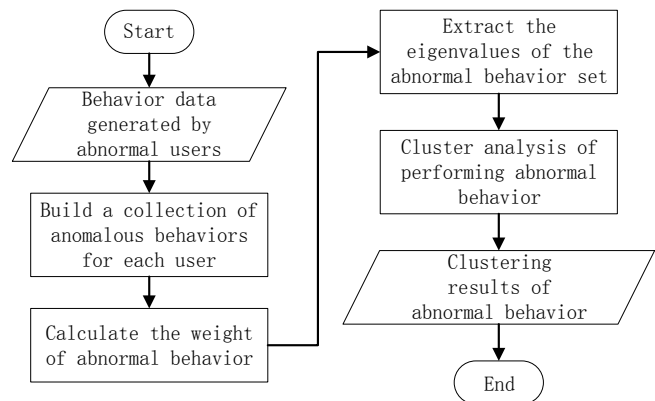 Start
Behavior data
generated by
abnormal users
Build a collection of
anomalous behaviors
for each user
Calculate the weight
of abnormal behavior
Extract the
eigenvalues of the
abnormal behavior set
Cluster analysis of
performing abnormal
behavior
Clustering
results of
abnormal behavior
End